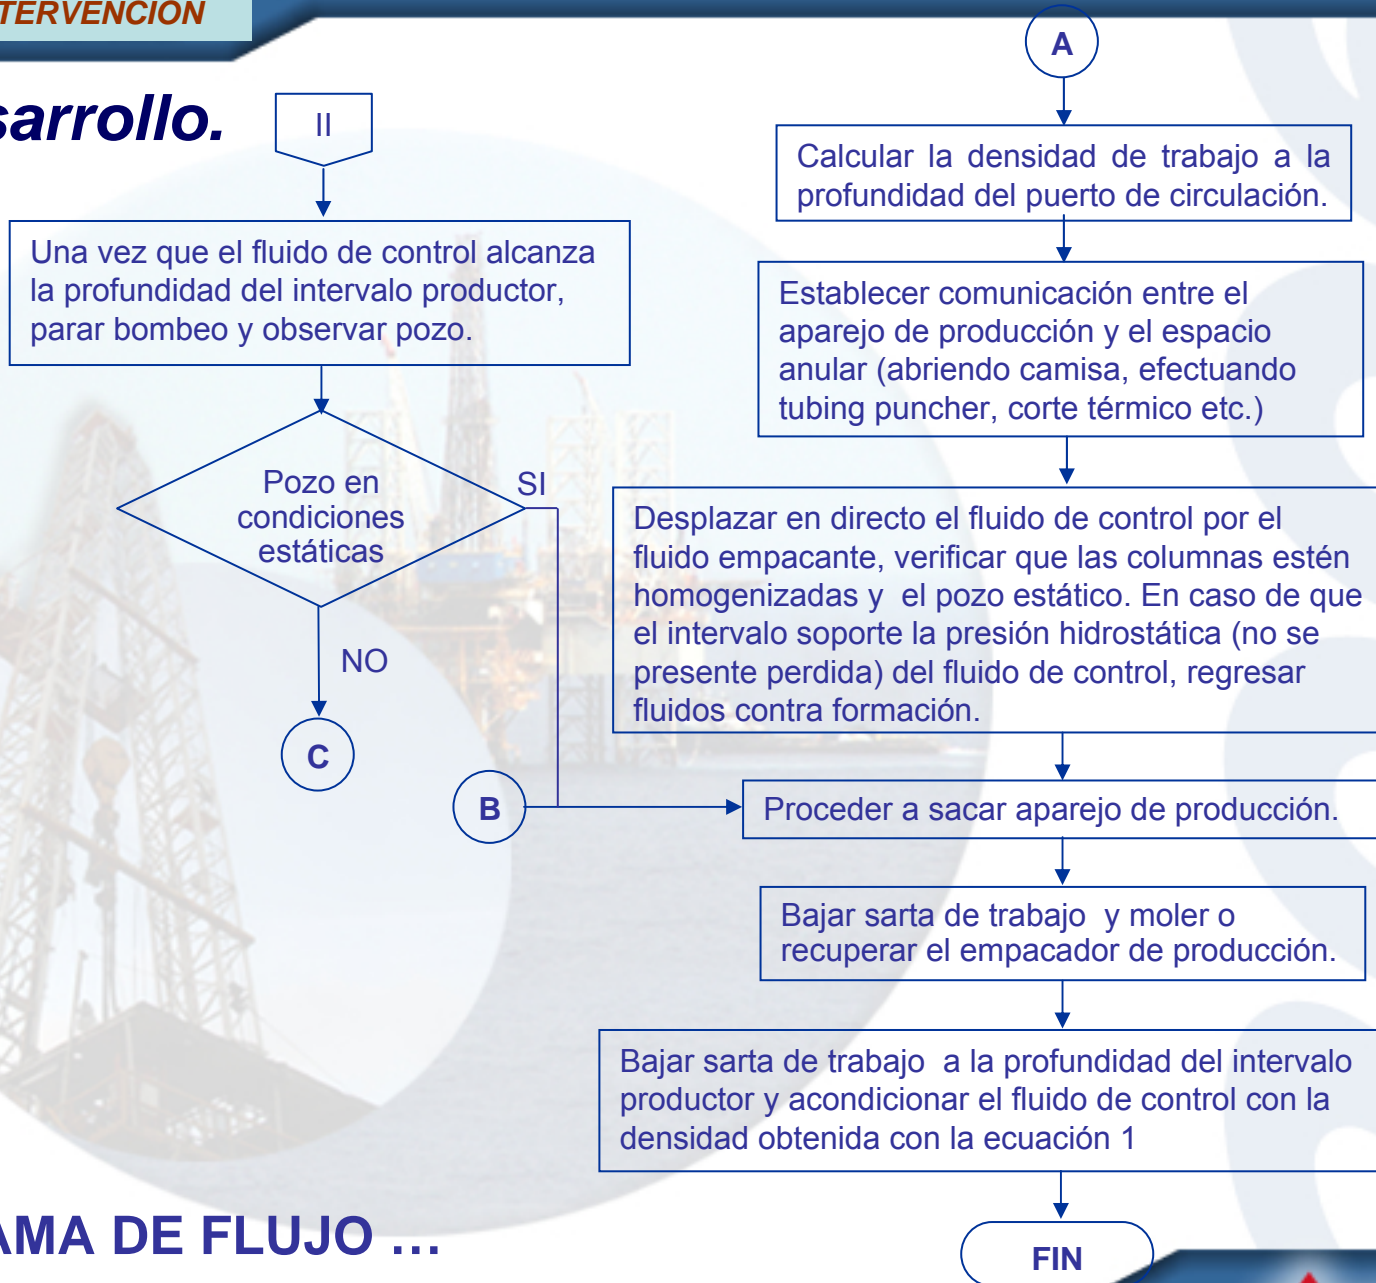 TERVENCIÓN
sarrollo.
II
Una vez que el fluido de control alcanza
la profundidad del intervalo productor,
parar bombeo y observar pozo.
Pozo en
condiciones
estáticas
SI
NO
C
B
A
Calcular la densidad de trabajo a la
profundidad del puerto de circulación.
Establecer comunicación entre el
aparejo de producción y el espacio
anular (abriendo camisa, efectuando
tubing puncher, corte térmico etc.)
Desplazar en directo el fluido de control por el
fluido empacante, verificar que las columnas estén
homogenizadas y  el pozo estático. En caso de que
el intervalo soporte la presión hidrostática (no se
presente perdida) del fluido de control, regresar
fluidos contra formación.
Proceder a sacar aparejo de producción.
Bajar sarta de trabajo  y moler o
recuperar el empacador de producción.
Bajar sarta de trabajo  a la profundidad del intervalo
productor y acondicionar el fluido de control con la
densidad obtenida con la ecuación 1
FIN
AMA DE FLUJO ...